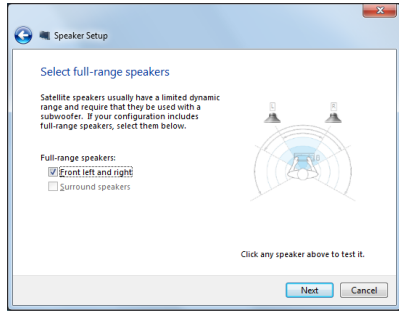 Speaker Setup
Select full-range speakers
Satellite speakers usually have a limited dynamic
range and require that they be used with a
subwoofer. If your configuration includes
full-range speakers, select them below.
L R
Full-range speakers:
Front left and right
Surround speakers
Click any speaker above to test it.
Next Cancel